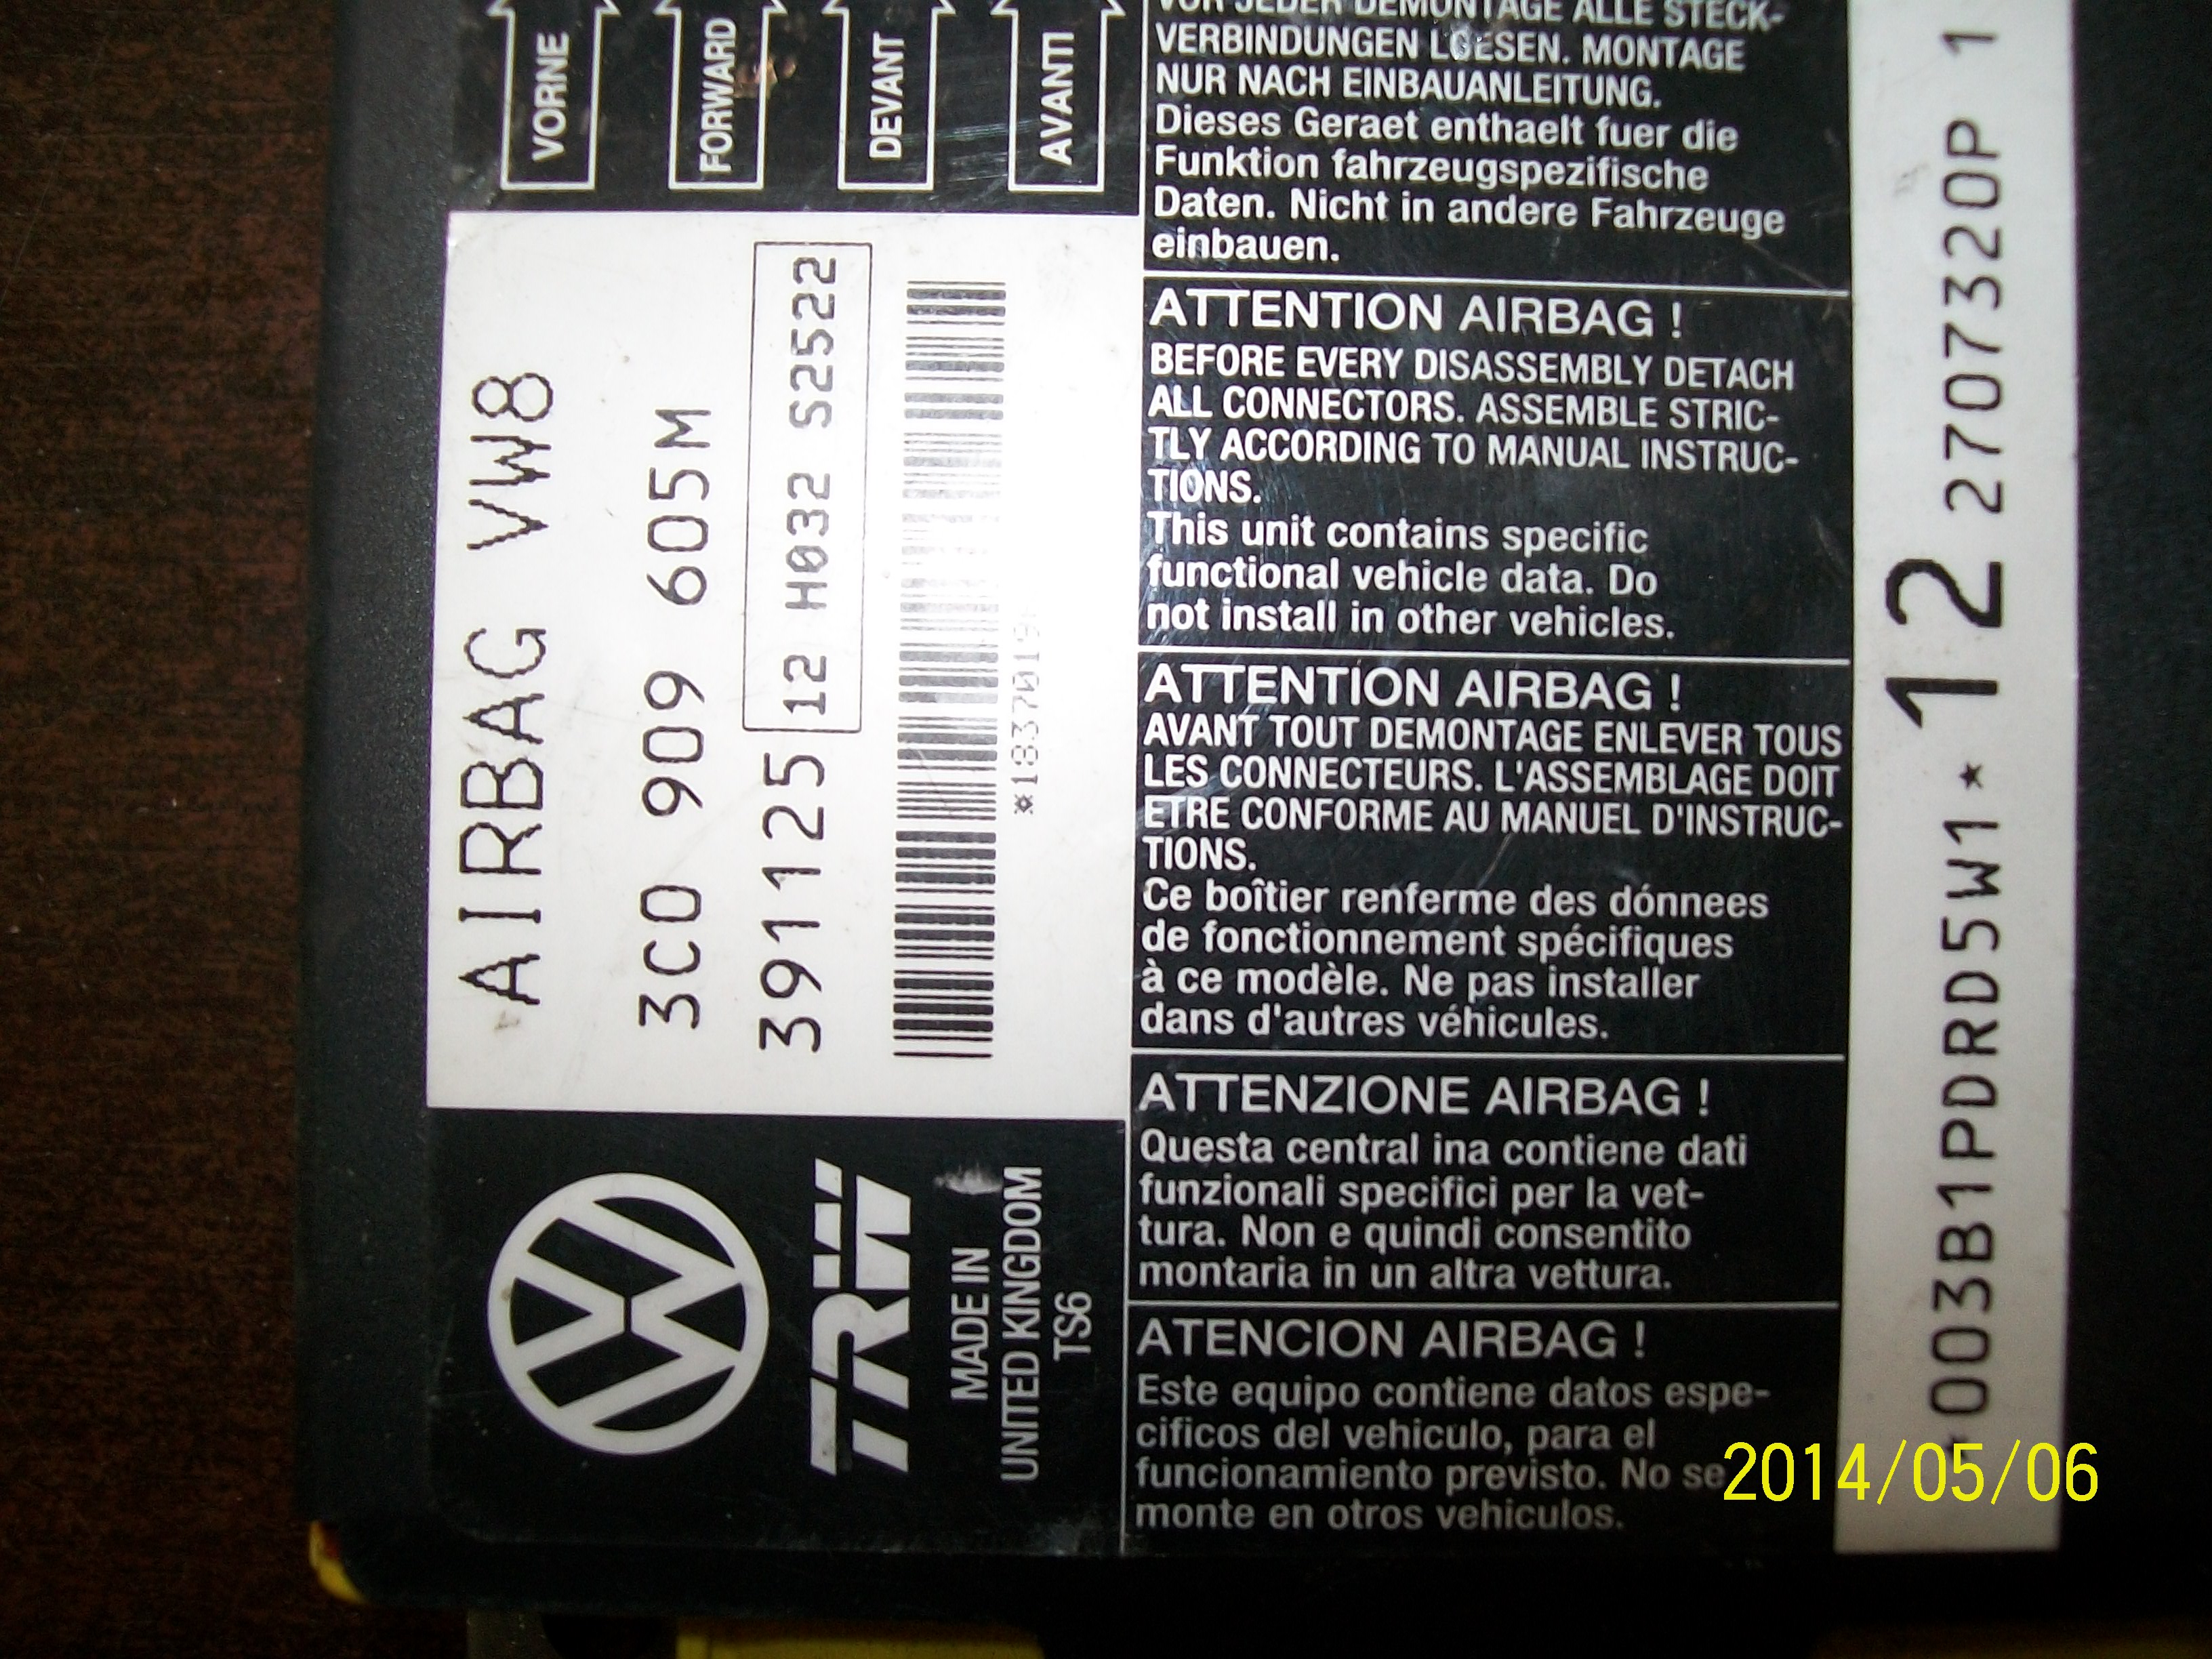 VORNE
FORWARD
DEVANT
AVANTI
AIRBAG VW8
3C0 909 605M
391125 12 H032 S2522
*18370119
TRW
MADE IN
UNITED KINGDOM
TS6
VOR JEDER DEMONTAGE ALLE STECK-
VERBINDUNGEN LOESEN. MONTAGE
NUR NACH EINBAUANLEITUNG.
Dieses Geraet enthaelt fuer die
Funktion fahrzeugspezifische
Daten. Nicht in andere Fahrzeuge
einbauen.
ATTENTION AIRBAG !
BEFORE EVERY DISASSEMBLY DETACH
ALL CONNECTORS. ASSEMBLE STRIC-
TLY ACCORDING TO MANUAL INSTRUC-
TIONS.
This unit contains specific
functional vehicle data. Do
not install in other vehicles.
ATTENTION AIRBAG !
AVANT TOUT DEMONTAGE ENLEVER TOUS
LES CONNECTEURS. L'ASSEMBLAGE DOIT
ETRE CONFORME AU MANUEL D'INSTRUC-
TIONS.
Ce boîtier renferme des dónnees
de fonctionnement spécifiques
à ce modèle. Ne pas installer
dans d'autres véhicules.
ATTENZIONE AIRBAG !
Questa central ina contiene dati
funzionali specifici per la vet-
tura. Non e quindi consentito
montaria in un altra vettura.
ATENCION AIRBAG !
Este equipo contiene datos espe-
cificos del vehiculo, para el
funcionamiento previsto. No se
monte en otros vehiculos.
*003B1PDRD5W1* 12 2707320P 1
2014/05/06